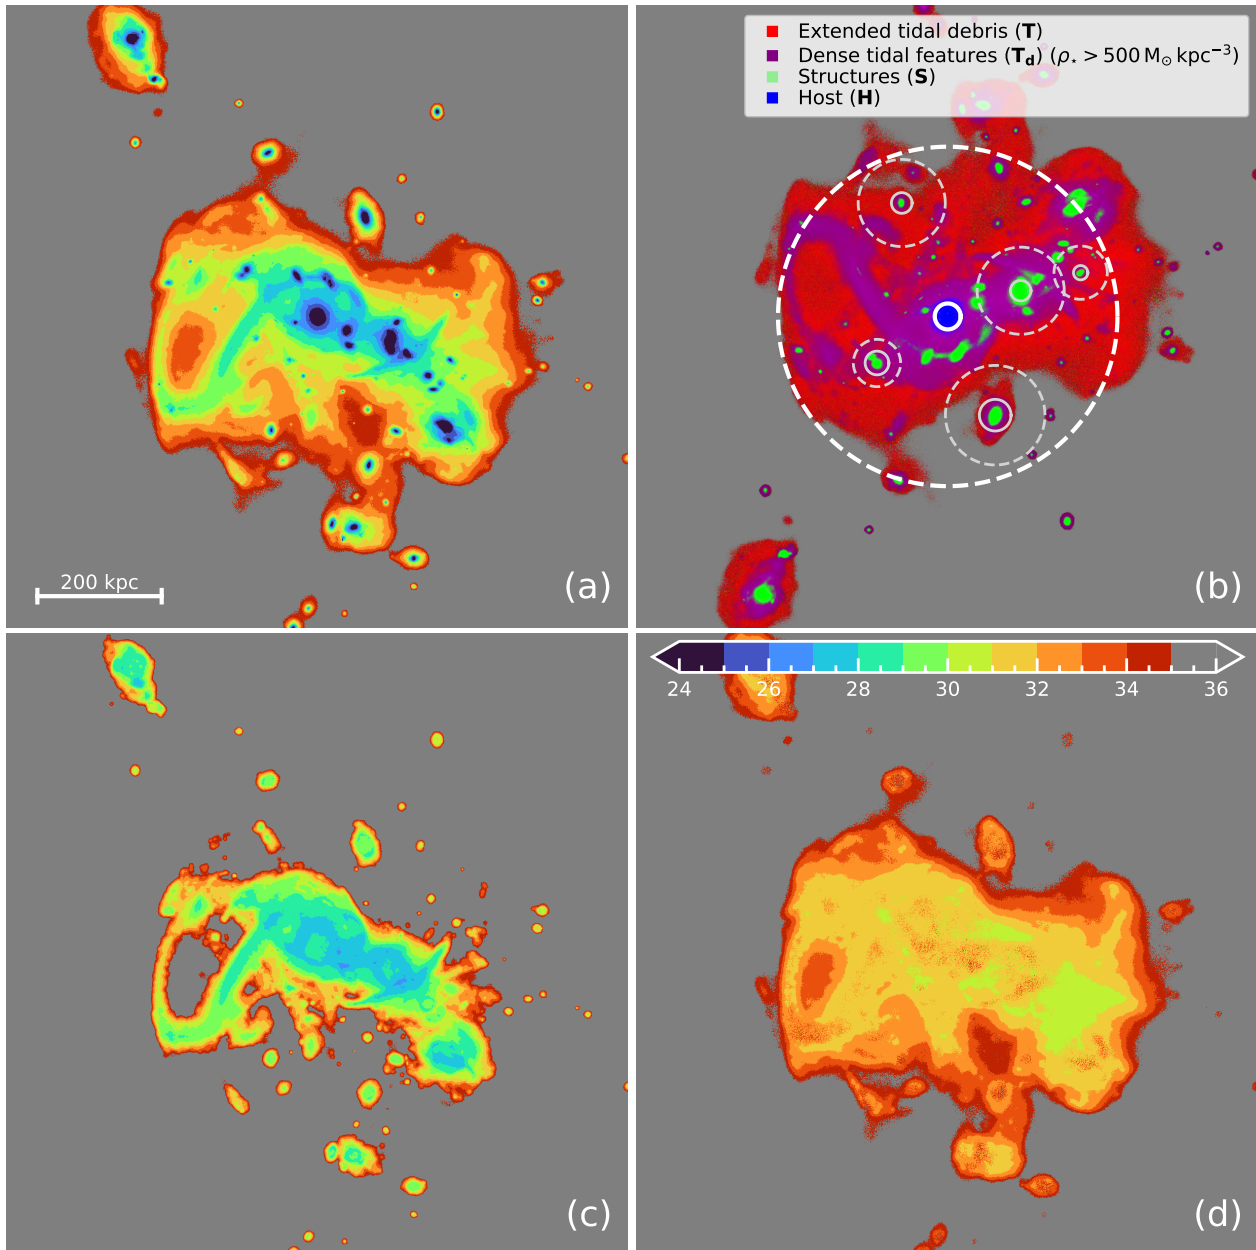 Extended tidal debris (T)
Dense tidal features (T_d) (ρ⋆ > 500 M⊙ kpc⁻³)
Structures (S)
Host (H)
200 kpc
(a)
(b)
24 26 28 30 32 34 36
(c)
(d)